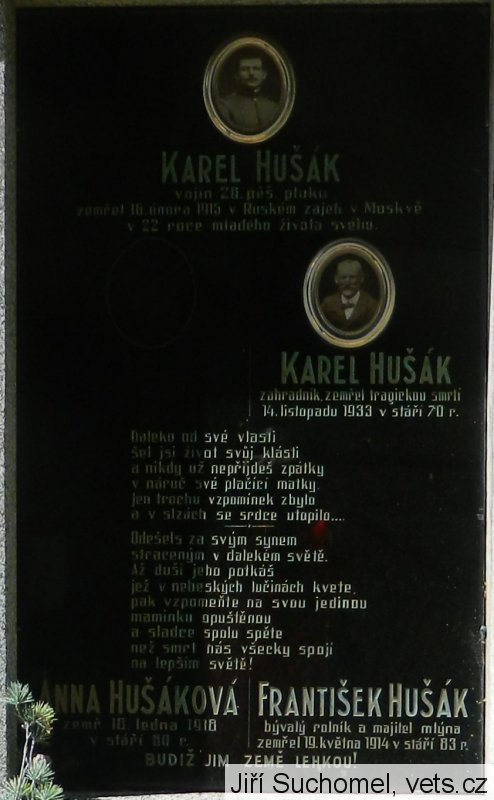 KAREL HUŠÁK
vojín 28. pěš. pluku
zemřel 16. února 1915 v Ruském zajetí v Moskvě
v 22 roce mladého života svého.
KAREL HUŠÁK
zahradník, zemřel tragickou smrtí
14. listopadu 1933 v stáří 70 r.
Daleko od své vlasti
šel jsi život svůj klásti
a nikdy už nepřijdeš zpátky
v náruč své plačící matky.
jen trochu vzpomínek zbylo
a v slzách se srdce utopilo....
Odešels za svým synem
straceným v dalekém světě.
Až duši jeho potkáš
jež v nebeských lučinách kvete,
pak vzpomeňte na svou jedinou
maminku opuštěnou
a sladce spolu spěte
než smrt nás všecky spojí
na lepším světě!
ANNA HUŠÁKOVÁ
zemř. 18. ledna 1918
v stáří 80 r.
FRANTIŠEK HUŠÁK
bývalý rolník a majitel mlýna
zemřel 19. května 1914 v stáří 83 r.
BUDIŽ JIM ZEMĚ LEHKOU!
Jiří Suchomel, vets.cz